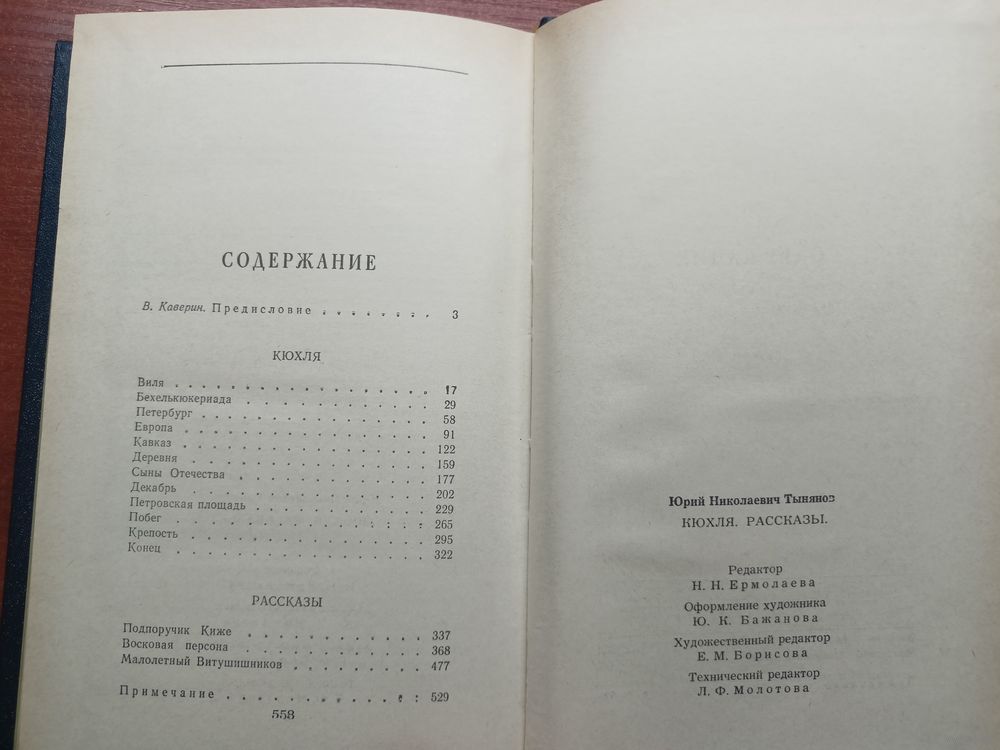 СОДЕРЖАНИЕ
В. Каверин. Предисловие . . . . . . . . 3
КЮХЛЯ
Виля . . . . . . . . . . . . . . 17
Бехелькюкериада . . . . . . . . . . 29
Петербург . . . . . . . . . . . . 58
Европа . . . . . . . . . . . . . 91
Кавказ . . . . . . . . . . . . . 122
Деревня . . . . . . . . . . . . . 159
Сыны Отечества . . . . . . . . . . 177
Декабрь . . . . . . . . . . . . . 202
Петровская площадь . . . . . . . . . 229
Побег . . . . . . . . . . . . . . 265
Крепость . . . . . . . . . . . . . 295
Конец . . . . . . . . . . . . . . 322
РАССКАЗЫ
Подпоручик Киже . . . . . . . . . . 337
Восковая персона . . . . . . . . . . 368
Малолетный Витушишников . . . . . . . 477
Примечание . . . . . . . . . . . . 529
558
Юрий Николаевич Тынянов
КЮХЛЯ. РАССКАЗЫ.
Редактор
Н. Н. Ермолаева
Оформление художника
Ю. К. Бажанова
Художественный редактор
Е. М. Борисова
Технический редактор
Л. Ф. Молотова